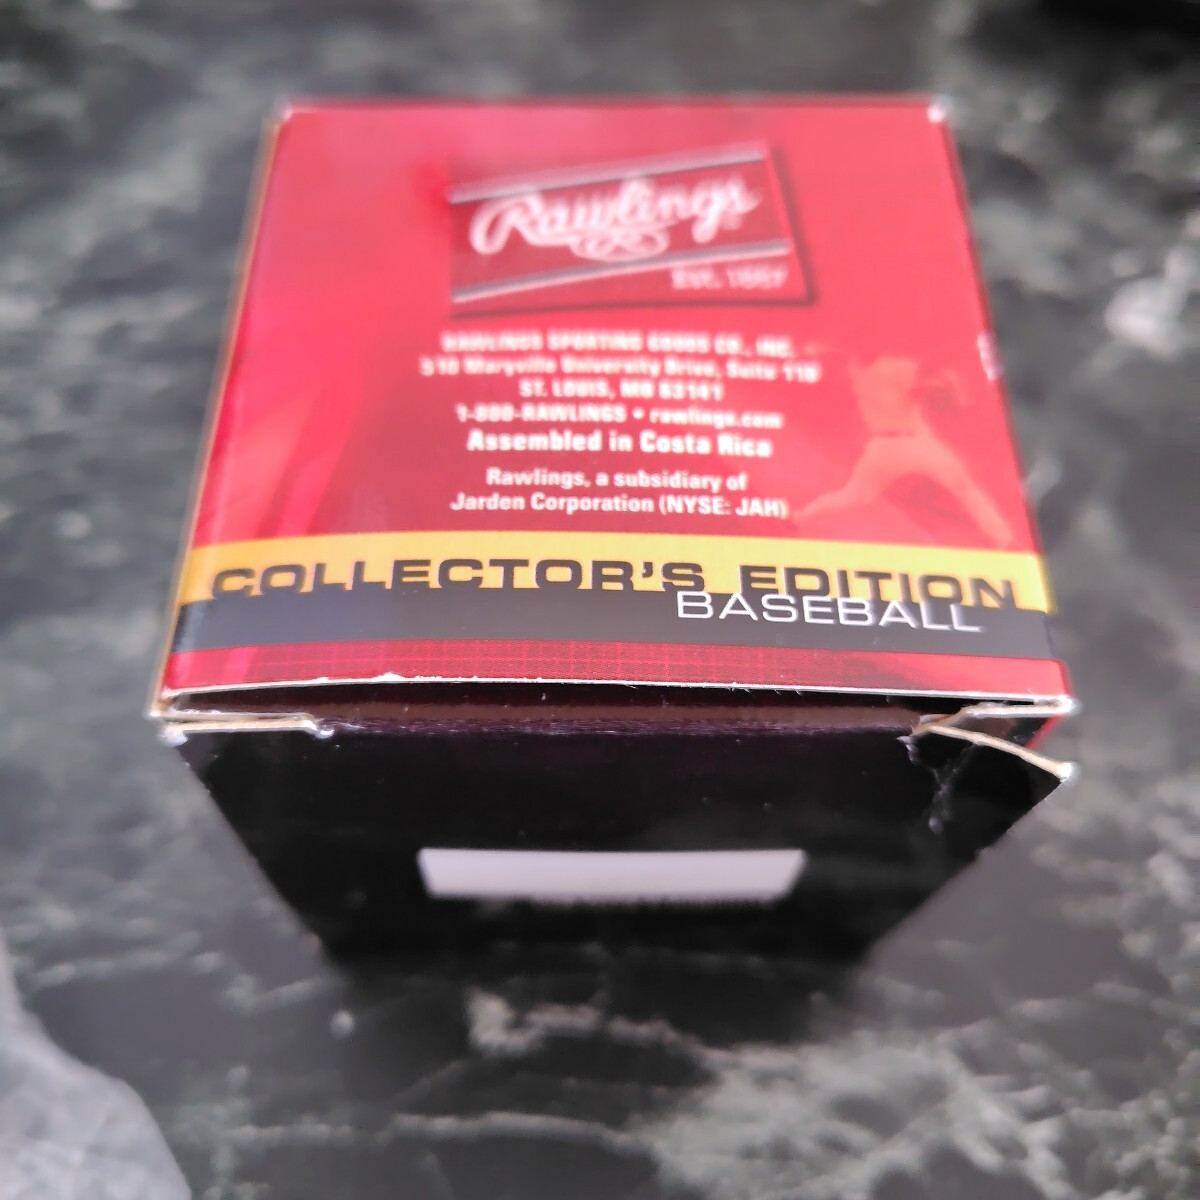 Rawlings
Est. 1887
RAWLINGS SPORTING GOODS CO., INC.
510 Maryville University Drive, Suite 110
ST. LOUIS, MO 63141
1-800-RAWLINGS • rawlings.com
Assembled in Costa Rica
Rawlings, a subsidiary of
Jarden Corporation (NYSE: JAH)
COLLECTOR'S EDITION
BASEBALL